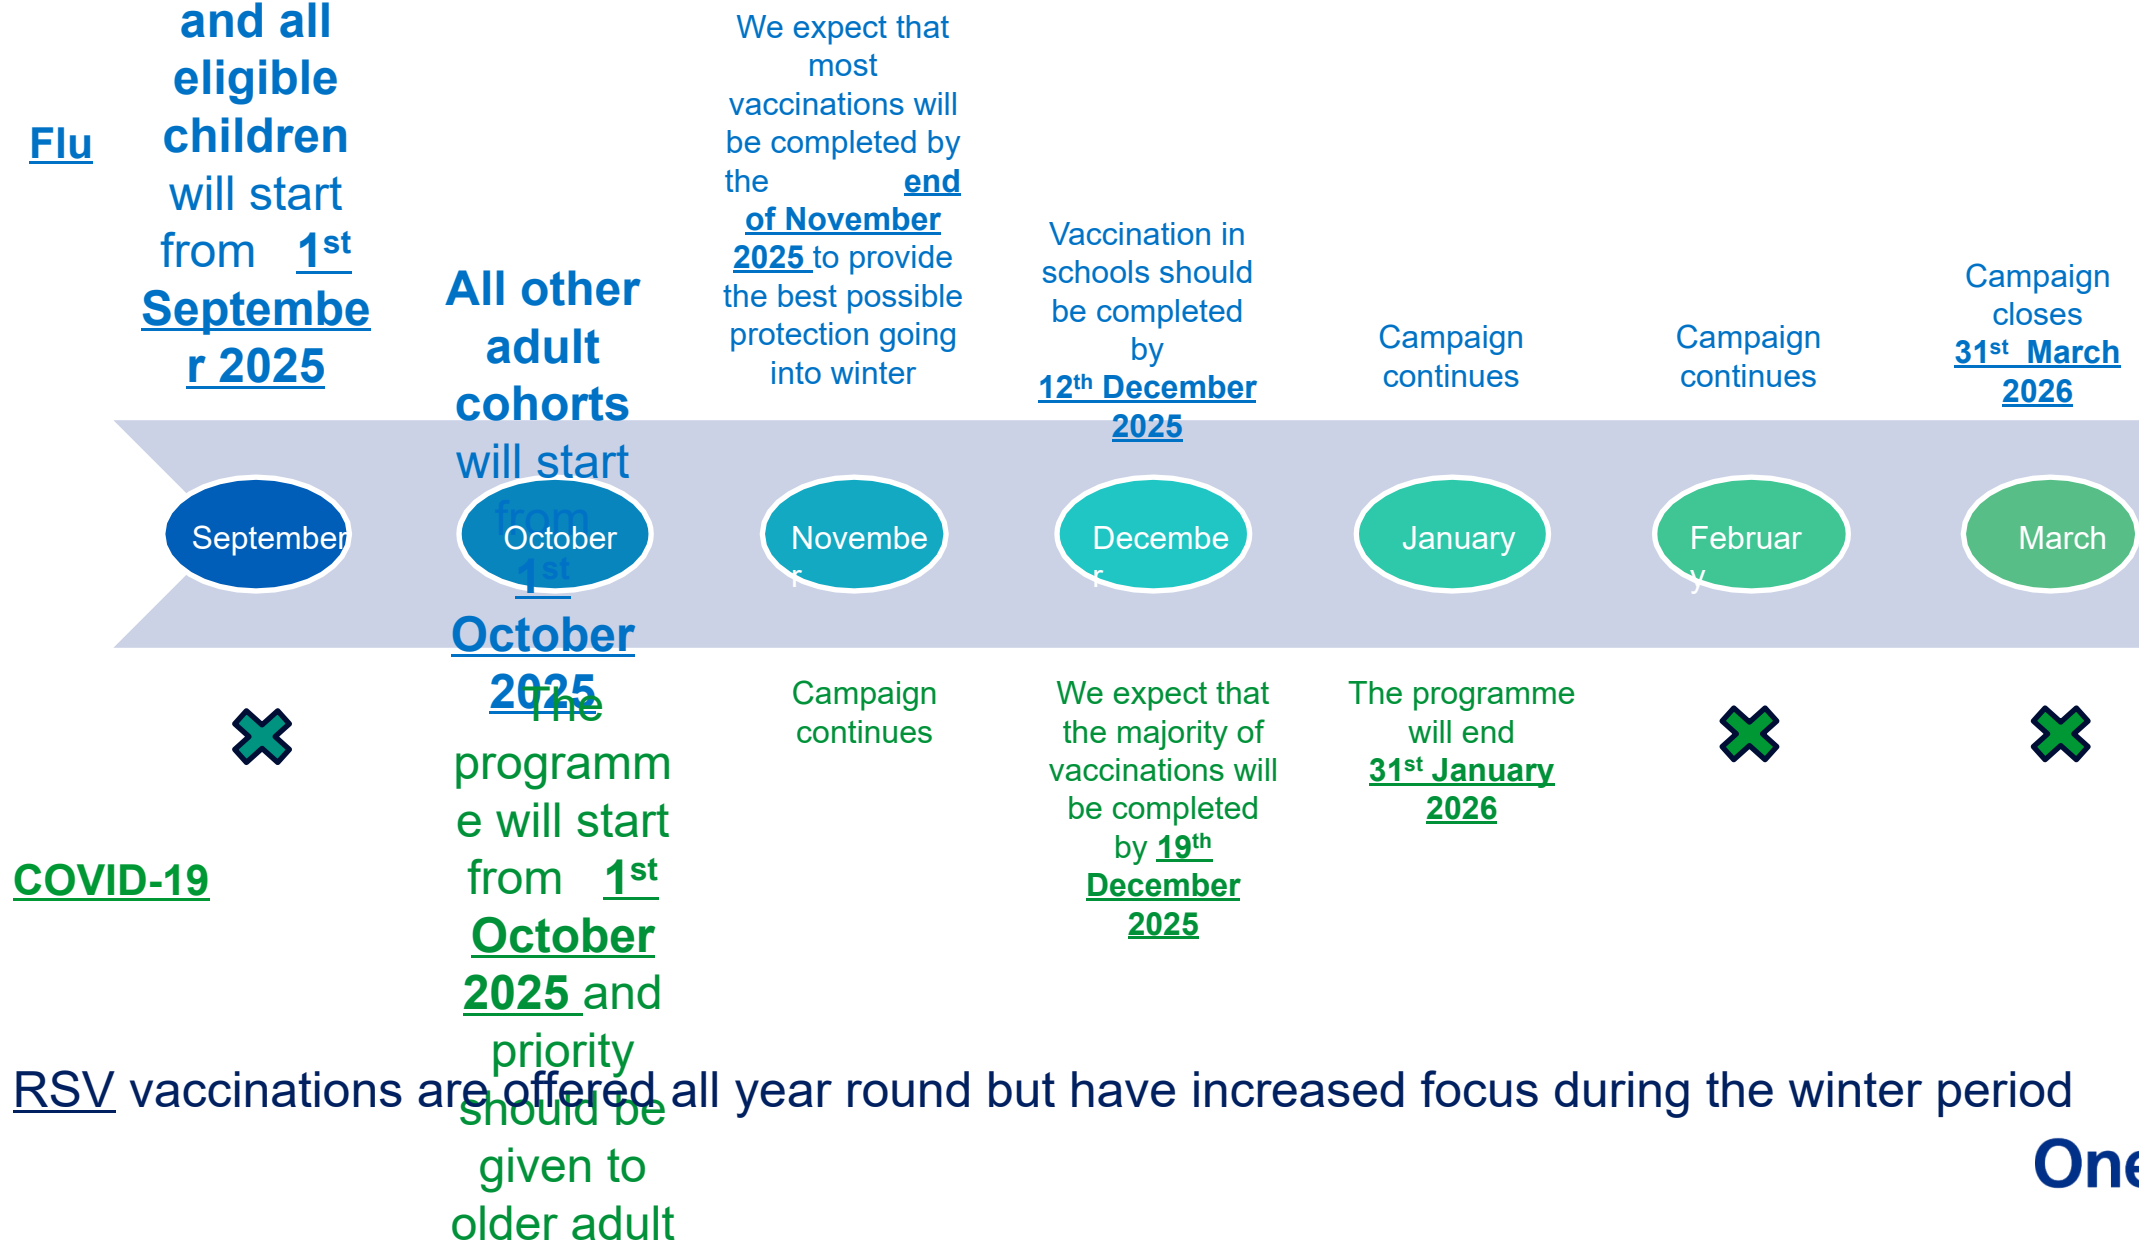 and all
eligible
children
will start
from 1st
Septembe
r 2025
Flu
All other
adult
cohorts
will start
from
1st
October
2025
We expect that
most
vaccinations will
be completed by
the end
of November
2025 to provide
the best possible
protection going
into winter
Vaccination in
schools should
be completed
by
12th December
2025
Campaign
continues
Campaign
continues
Campaign
closes
31st March
2026
September
October
Novembe
r
Decembe
r
January
Februar
y
March
COVID-19
The
programm
e will start
from 1st
October
2025 and
priority
should be
given to
older adult
Campaign
continues
We expect that
the majority of
vaccinations will
be completed
by 19th
December
2025
The programme
will end
31st January
2026
RSV vaccinations are offered all year round but have increased focus during the winter period
One